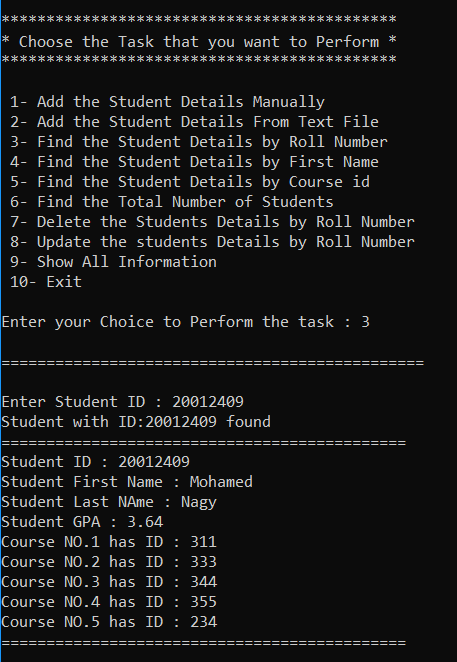 ********************************************
* Choose the Task that you want to Perform *
********************************************
1- Add the Student Details Manually
2- Add the Student Details From Text File
3- Find the Student Details by Roll Number
4- Find the Student Details by First Name
5- Find the Student Details by Course id
6- Find the Total Number of Students
7- Delete the Students Details by Roll Number
8- Update the students Details by Roll Number
9- Show All Information
10- Exit
Enter your Choice to Perform the task : 3
===============================================
Enter Student ID : 20012409
Student with ID:20012409 found
=============================================
Student ID : 20012409
Student First Name : Mohamed
Student Last NAme : Nagy
Student GPA : 3.64
Course NO.1 has ID : 311
Course NO.2 has ID : 333
Course NO.3 has ID : 344
Course NO.4 has ID : 355
Course NO.5 has ID : 234
=============================================